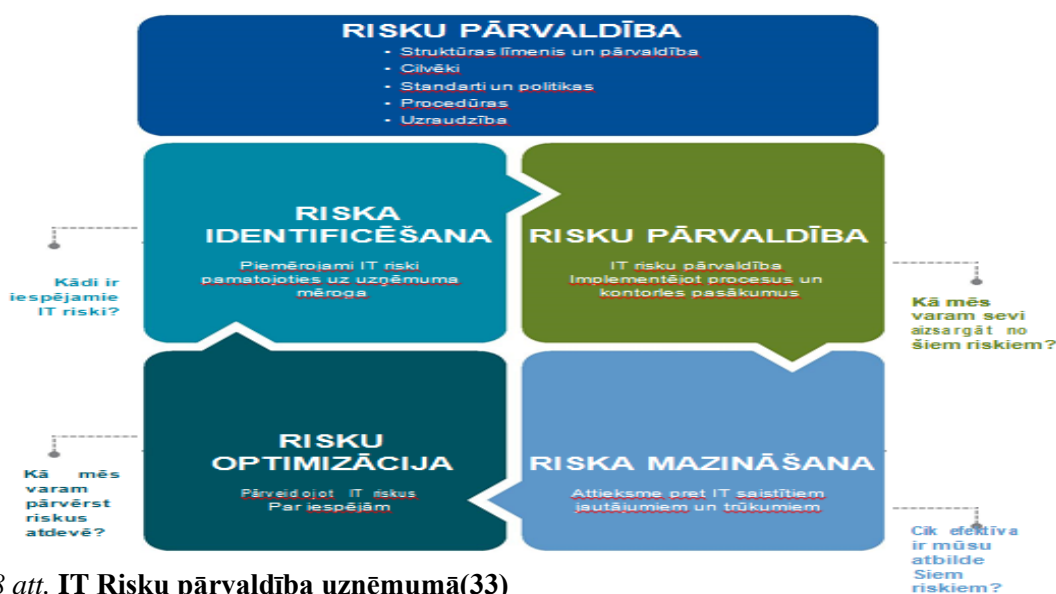 RISKU PĀRVALDĪBA
• Struktūras līmenis un pārvaldība
• Cilvēki
• Standarti un politikas
• Procedūras
• Uzraudzība
RISKA
IDENTIFICĒŠANA
Piemērojami IT riski
pamatojoties uz uzņēmuma
mēroga
RISKU PĀRVALDĪBA
IT risku pārvaldība
Implementējot procesus un
kontorles pasākumus
Kādi ir
iespējamie
IT riski?
Kā mēs
varam sevi
aizsargāt no
šiem riskiem?
RISKU
OPTIMIZĀCIJA
Pārveidojot IT riskus
Par iespējām
RISKA MAZINĀŠANA
Attieksme pret IT saistītiem
jautājumiem un trūkumiem
Kā mēs
varam
pārvērst
riskus
atdevē?
Cik efektīva
ir mūsu
atbilde
Siem
riskiem?
8 att. IT Risku pārvaldība uzņēmumā(33)